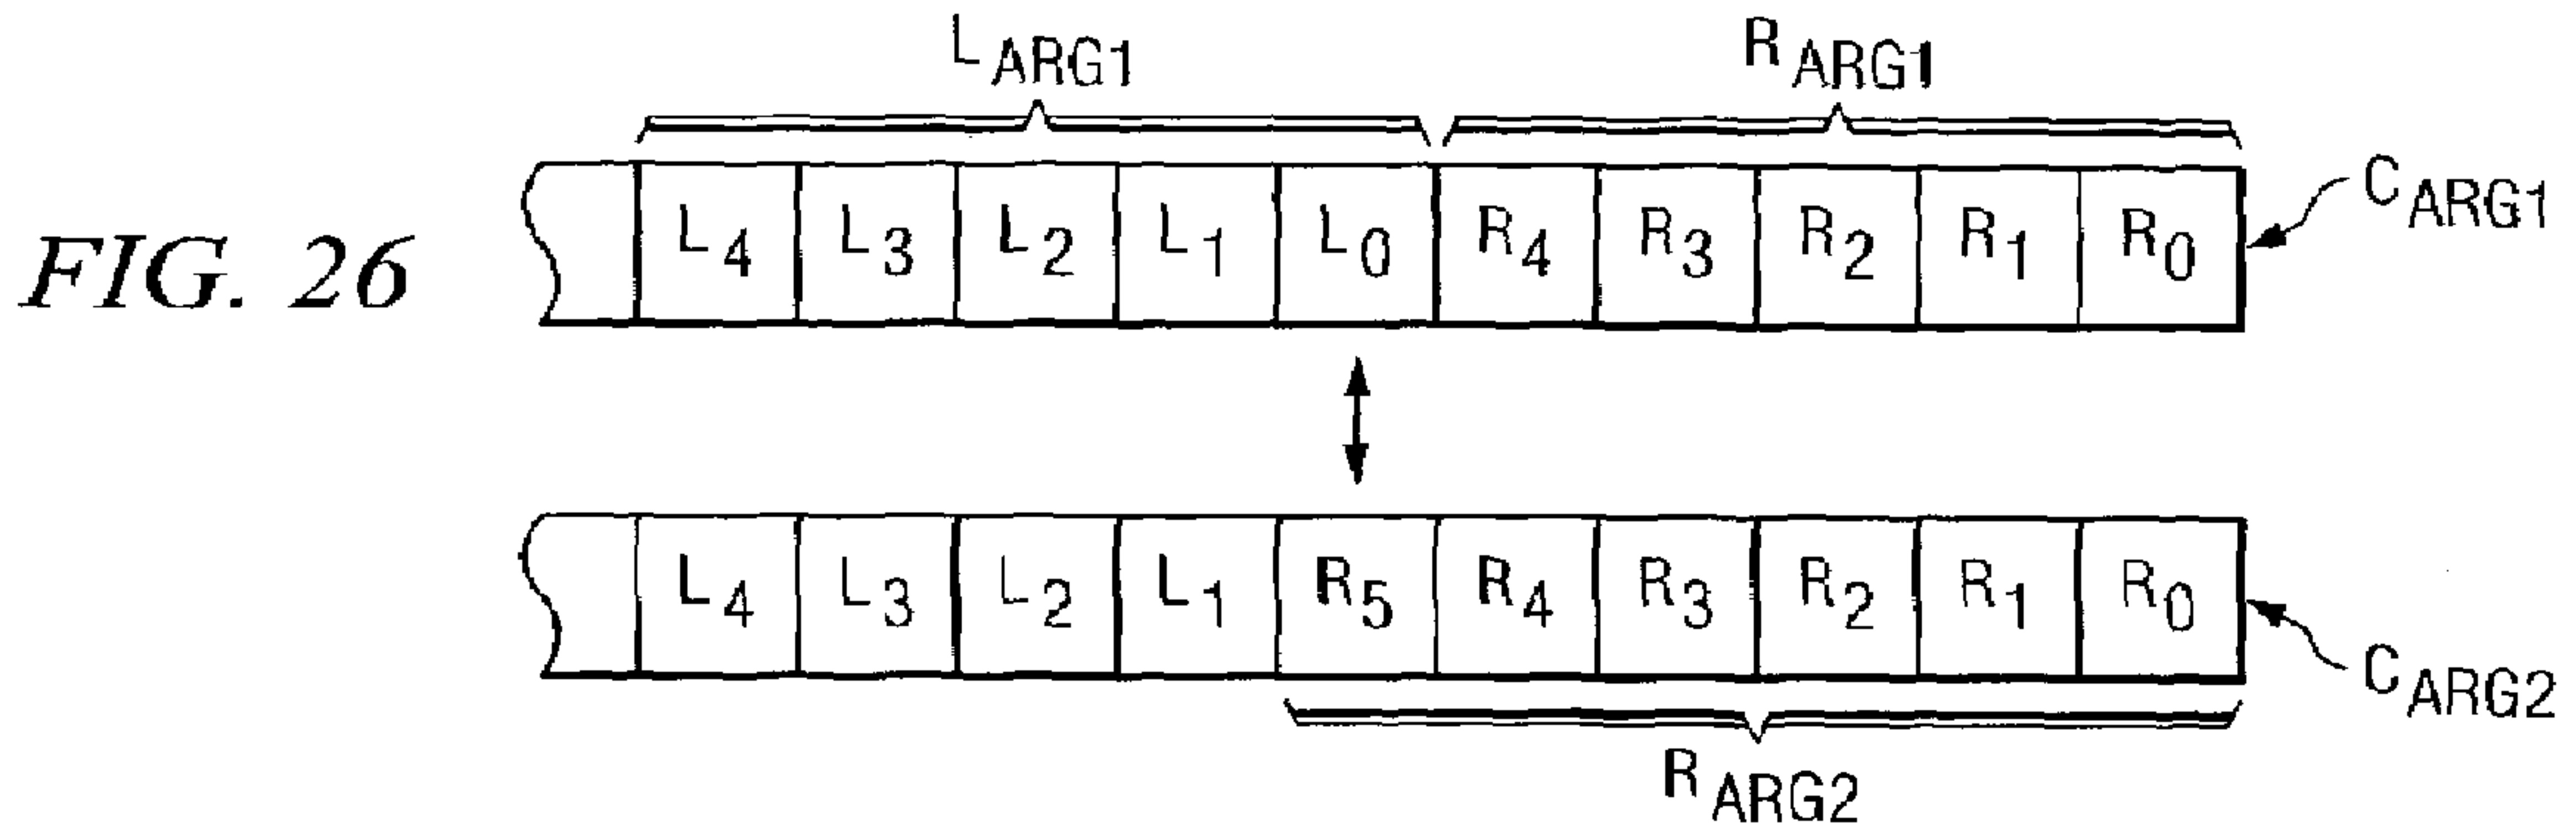 L ARG1 R ARG1
L4 L3 L2 L1 L0 R4 R3 R2 R1 R0 C ARG1
FIG. 26
L4 L3 L2 L1 R5 R4 R3 R2 R1 R0 C ARG2
R ARG2